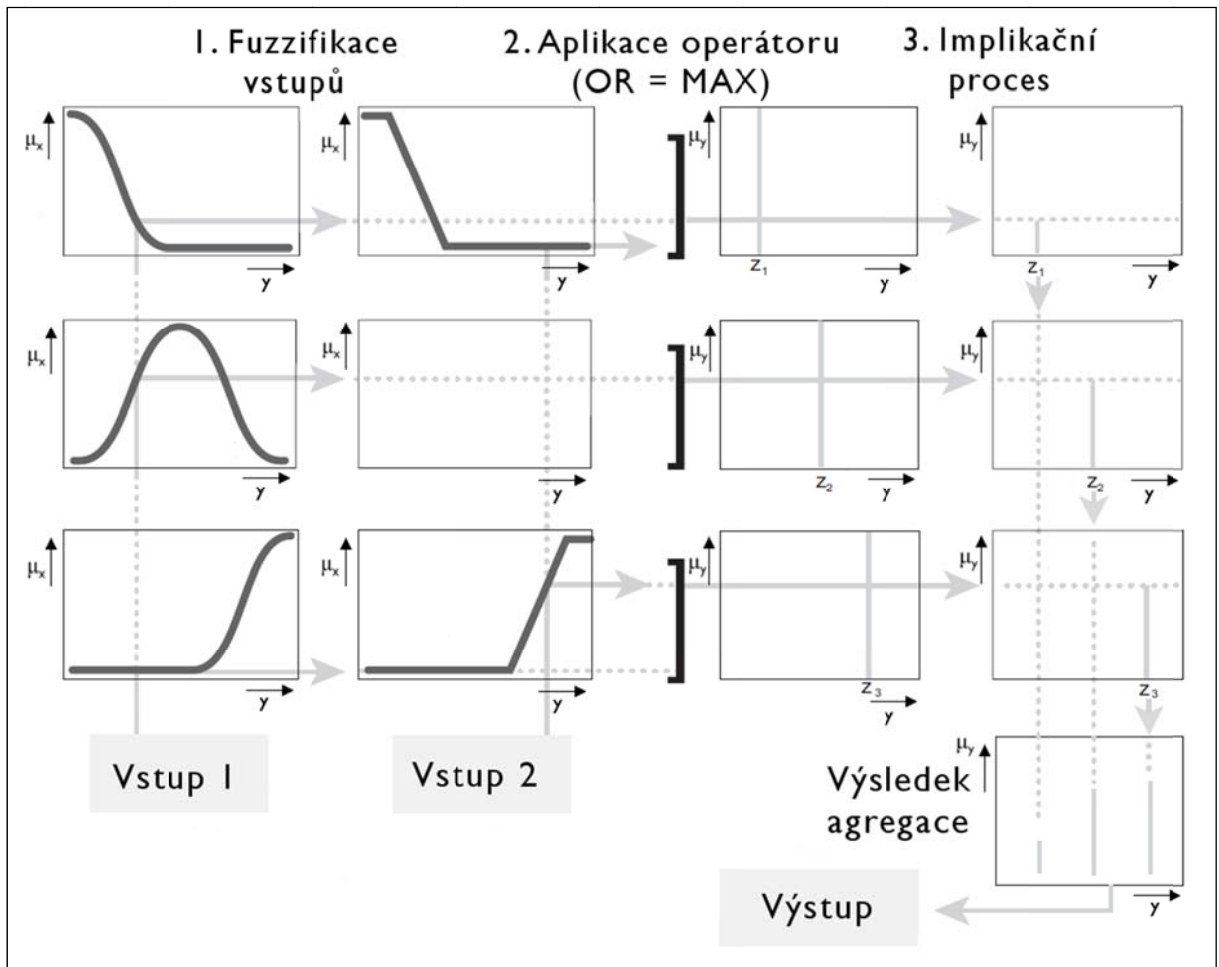 1. Fuzzifikace
vstupů
2. Aplikace operátoru
(OR = MAX)
3. Implikační
proces
μx
y
μx
y
μy
z1
y
μy
z1
y
μx
y
μx
y
μy
z2
y
μy
z2
y
μx
y
μx
y
μy
z3
y
μy
z3
y
Vstup 1
Vstup 2
Výsledek
agregace
μy
y
Výstup